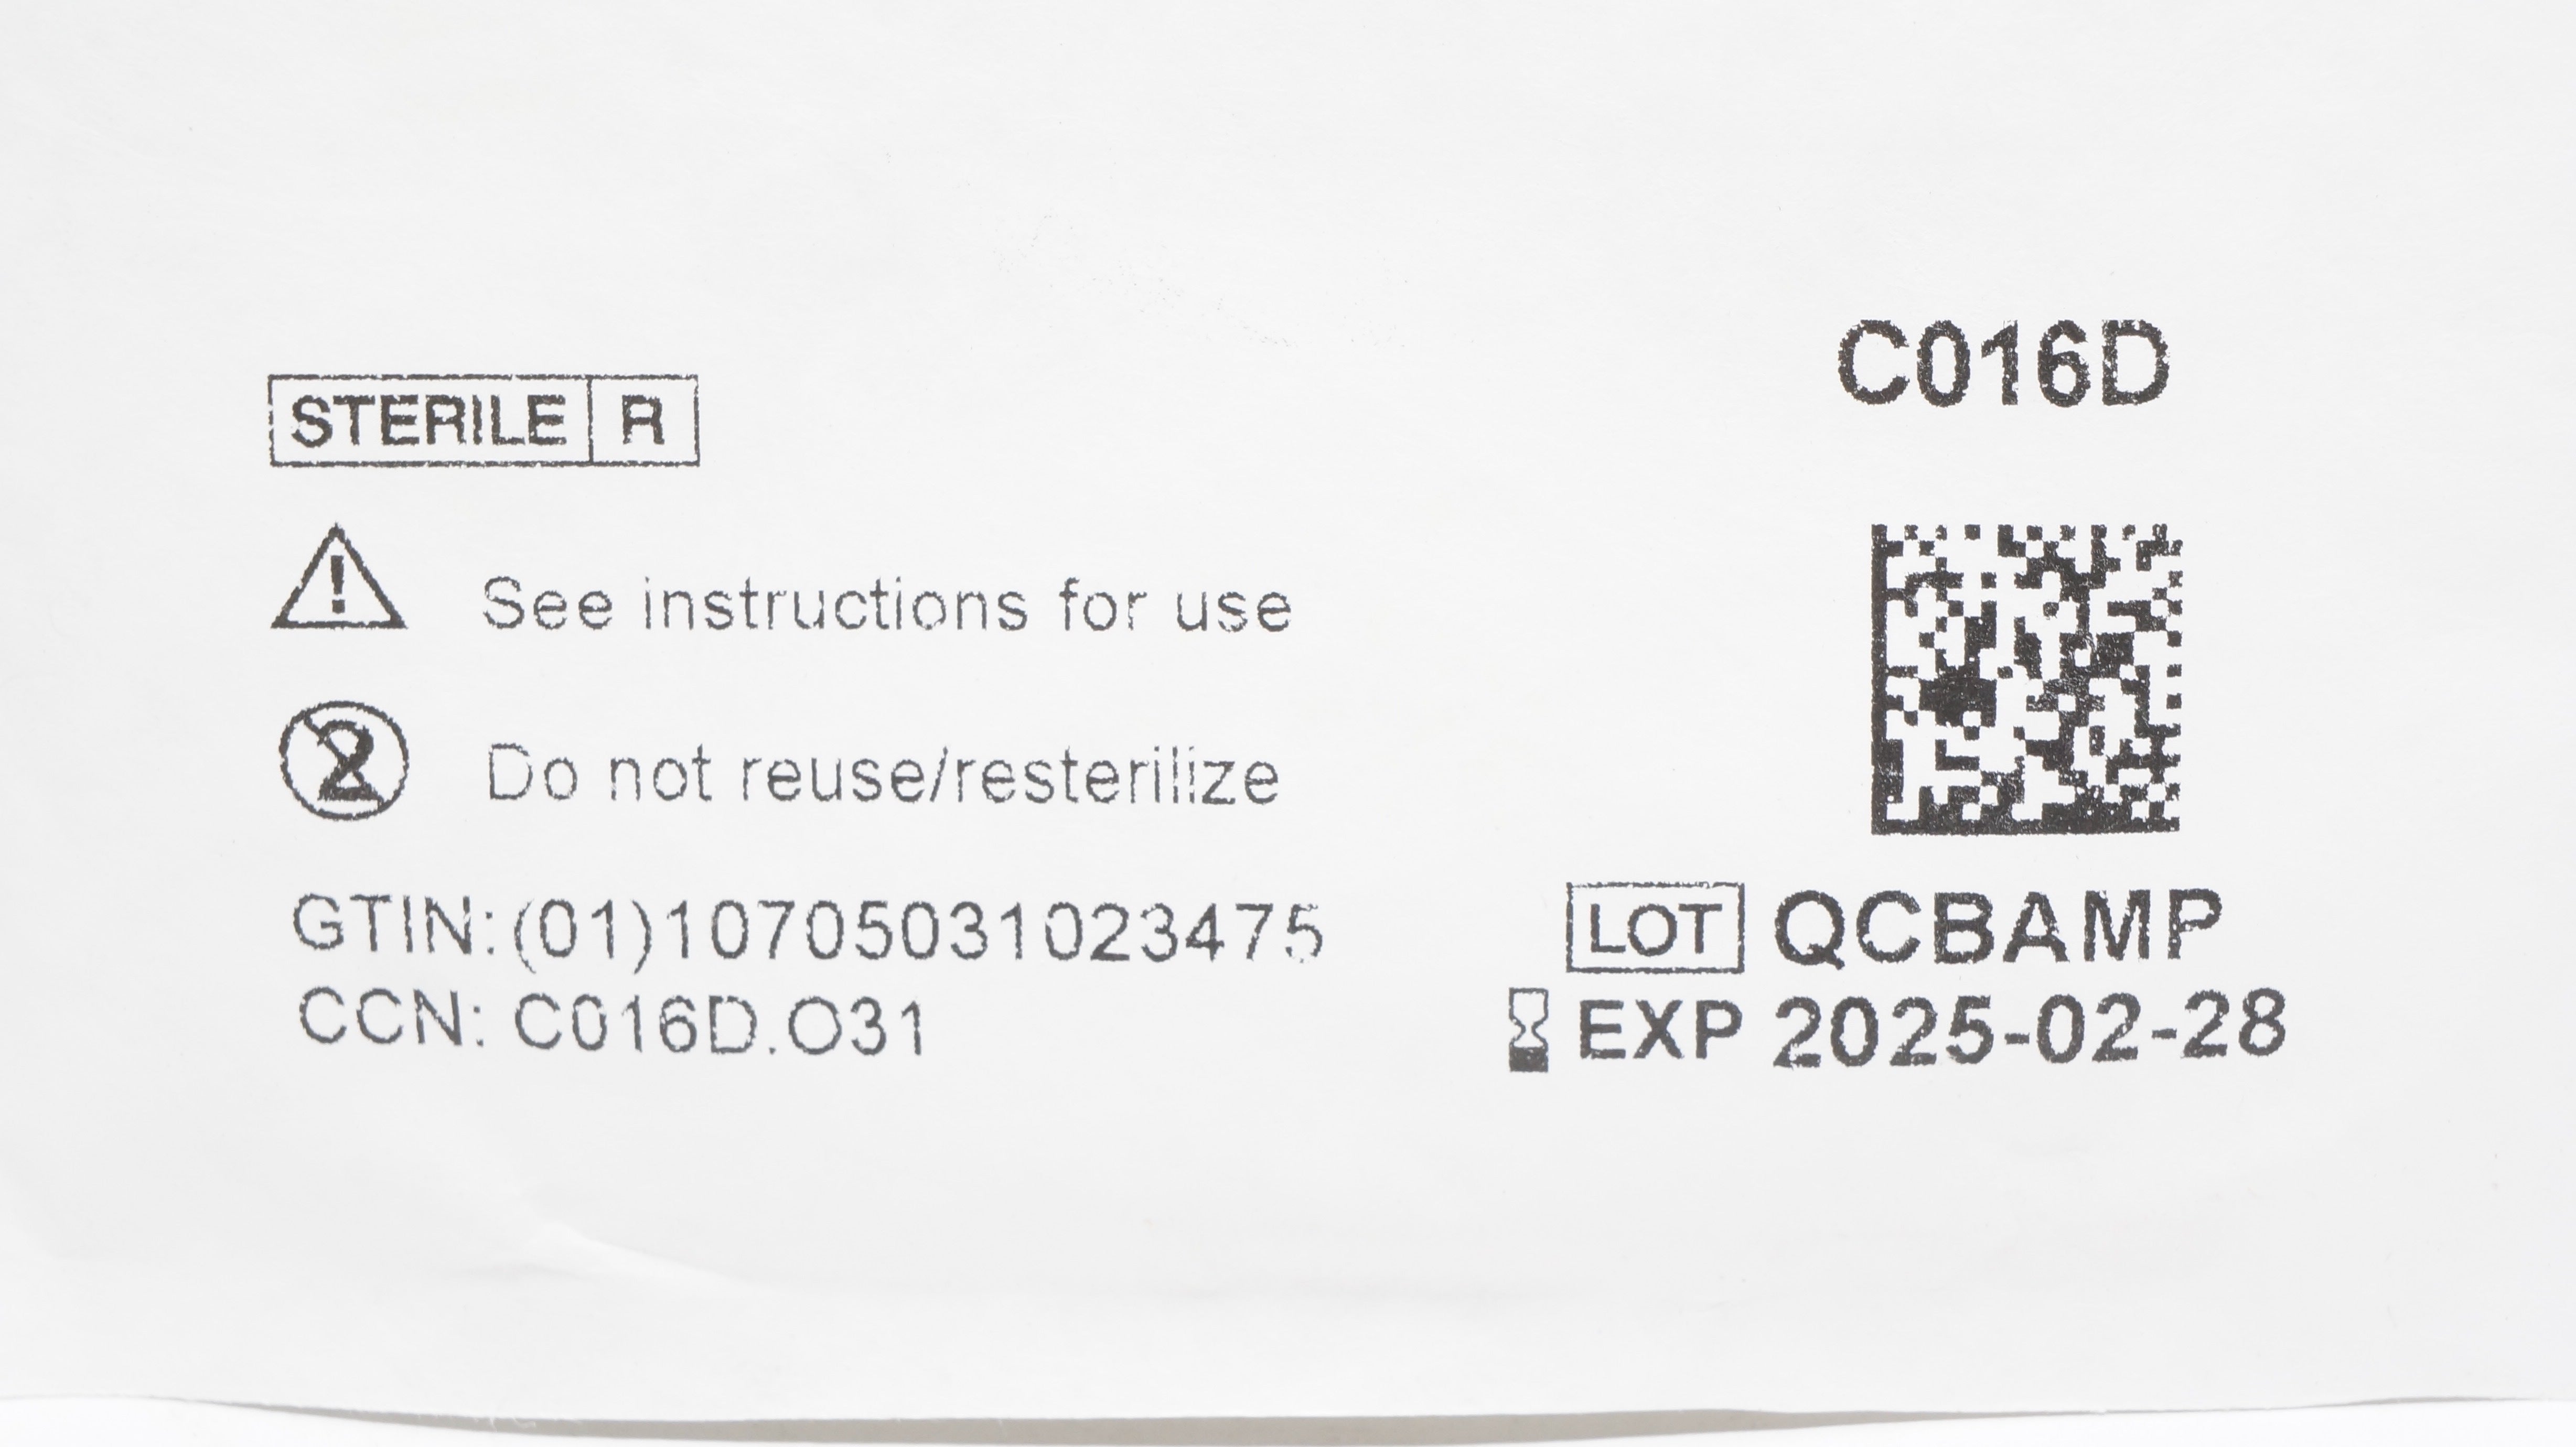 C016D
STERILE R
See instructions for use
Do not reuse/resterilize
GTIN:(01)10705031023475
CCN: C016D.O31
LOT QCBAMP
EXP 2025-02-28